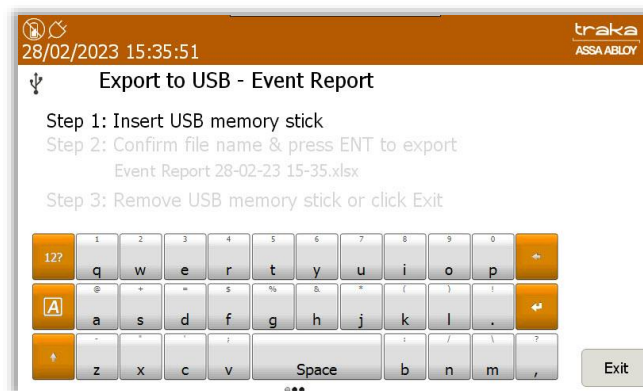 traka
28/02/2023 15:35:51
ASSA ABLOY
Export to USB - Event Report
Step 1: Insert USB memory stick
Step 2: Confirm file name & press ENT to export
Event Report 28-02-23 15-35.xlsx
Step 3: Remove USB memory stick or click Exit
1 2 3 4 5 6 7 8 9 0
12? q w e r t y u i o p
@ + = $ % & * ( ) !
A a s d f g h j k l .
- " ' ; : / \ ?
z x c v Space b n m ,
Exit